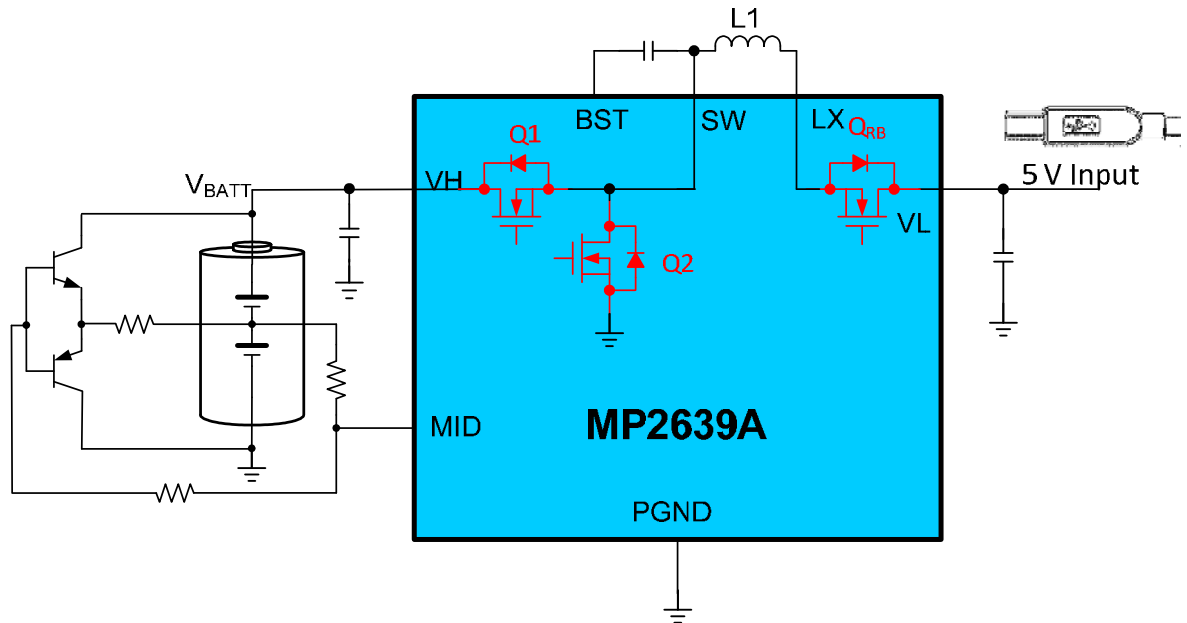 L1
BST
SW
LX
Q1
QRB
5 V Input
VBATT
VH
VL
Q2
MID
MP2639A
PGND